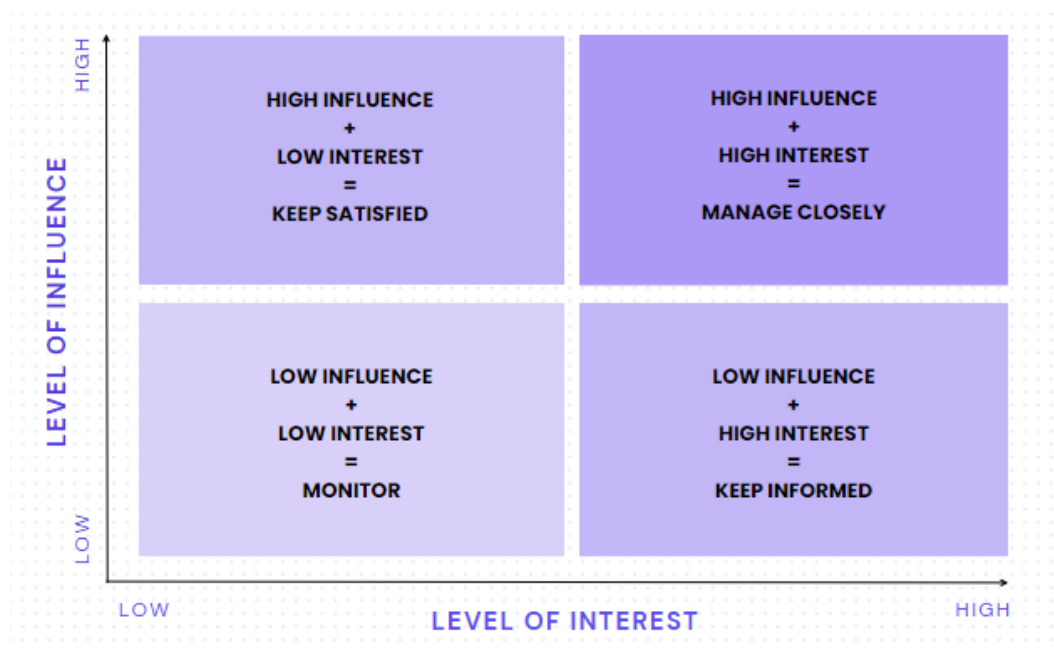 HIGH
LEVEL OF INFLUENCE
LOW
HIGH INFLUENCE
+
LOW INTEREST
=
KEEP SATISFIED
HIGH INFLUENCE
+
HIGH INTEREST
=
MANAGE CLOSELY
LOW INFLUENCE
+
LOW INTEREST
=
MONITOR
LOW INFLUENCE
+
HIGH INTEREST
=
KEEP INFORMED
LOW
LEVEL OF INTEREST
HIGH